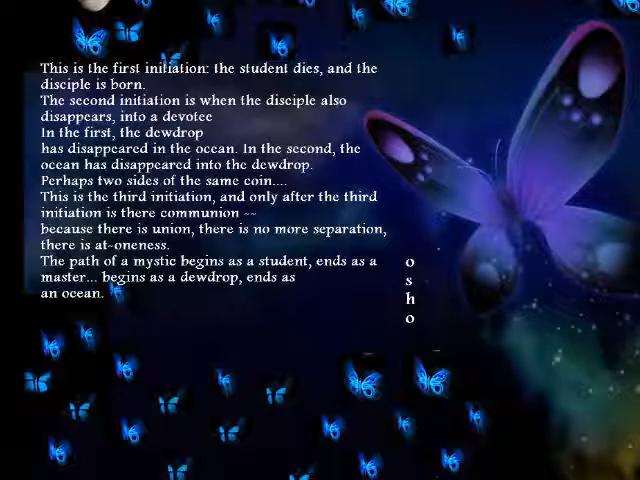 This is the first initiation: the student dies, and the
disciple is born.
The second initiation is when the disciple also
disappears, into a devotee
In the first, the dewdrop
has disappeared in the ocean. In the second, the
ocean has disappeared into the dewdrop.
Perhaps two sides of the same coin....
This is the third initiation, and only after the third
initiation is there communion ~~
because there is union, there is no more separation,
there is at-oneness.
The path of a mystic begins as a student, ends as a
master... begins as a dewdrop, ends as
an ocean.
o
s
h
o